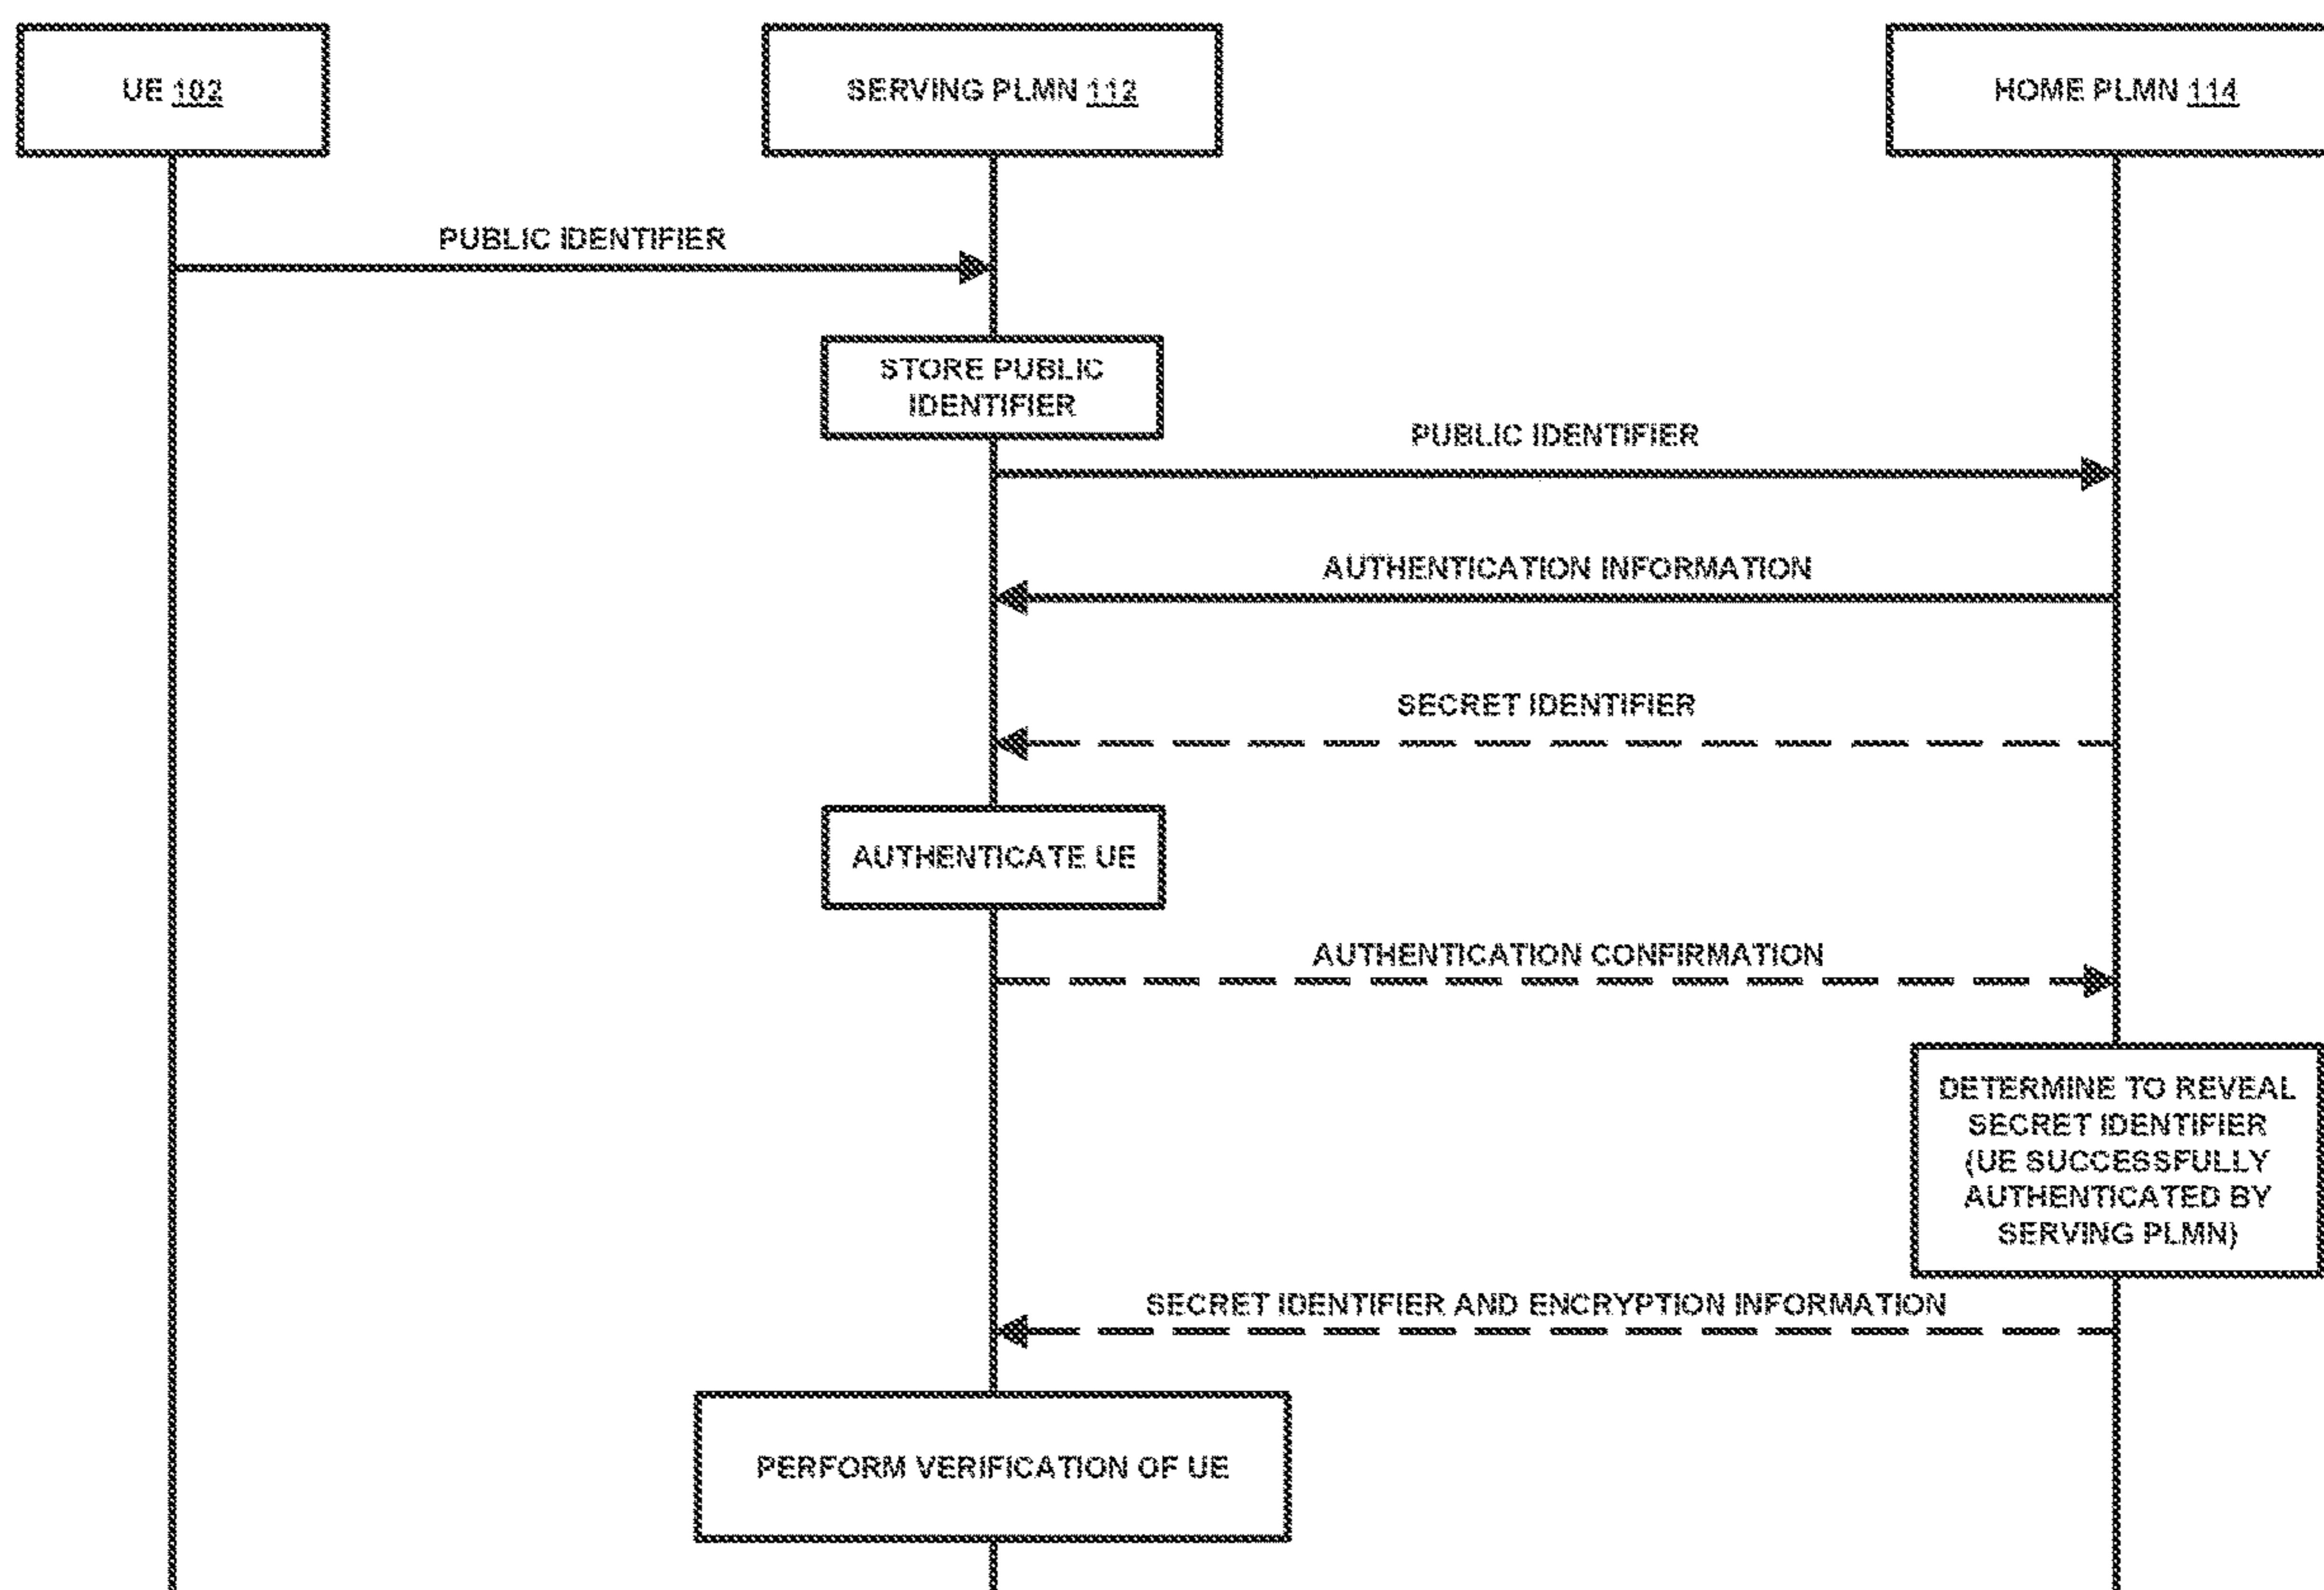 UE 102
SERVING PLMN 112
HOME PLMN 114
PUBLIC IDENTIFIER
STORE PUBLIC
IDENTIFIER
PUBLIC IDENTIFIER
AUTHENTICATION INFORMATION
SECRET IDENTIFIER
AUTHENTICATE UE
AUTHENTICATION CONFIRMATION
DETERMINE TO REVEAL
SECRET IDENTIFIER
(UE SUCCESSFULLY
AUTHENTICATED BY
SERVING PLMN)
SECRET IDENTIFIER AND ENCRYPTION INFORMATION
PERFORM VERIFICATION OF UE